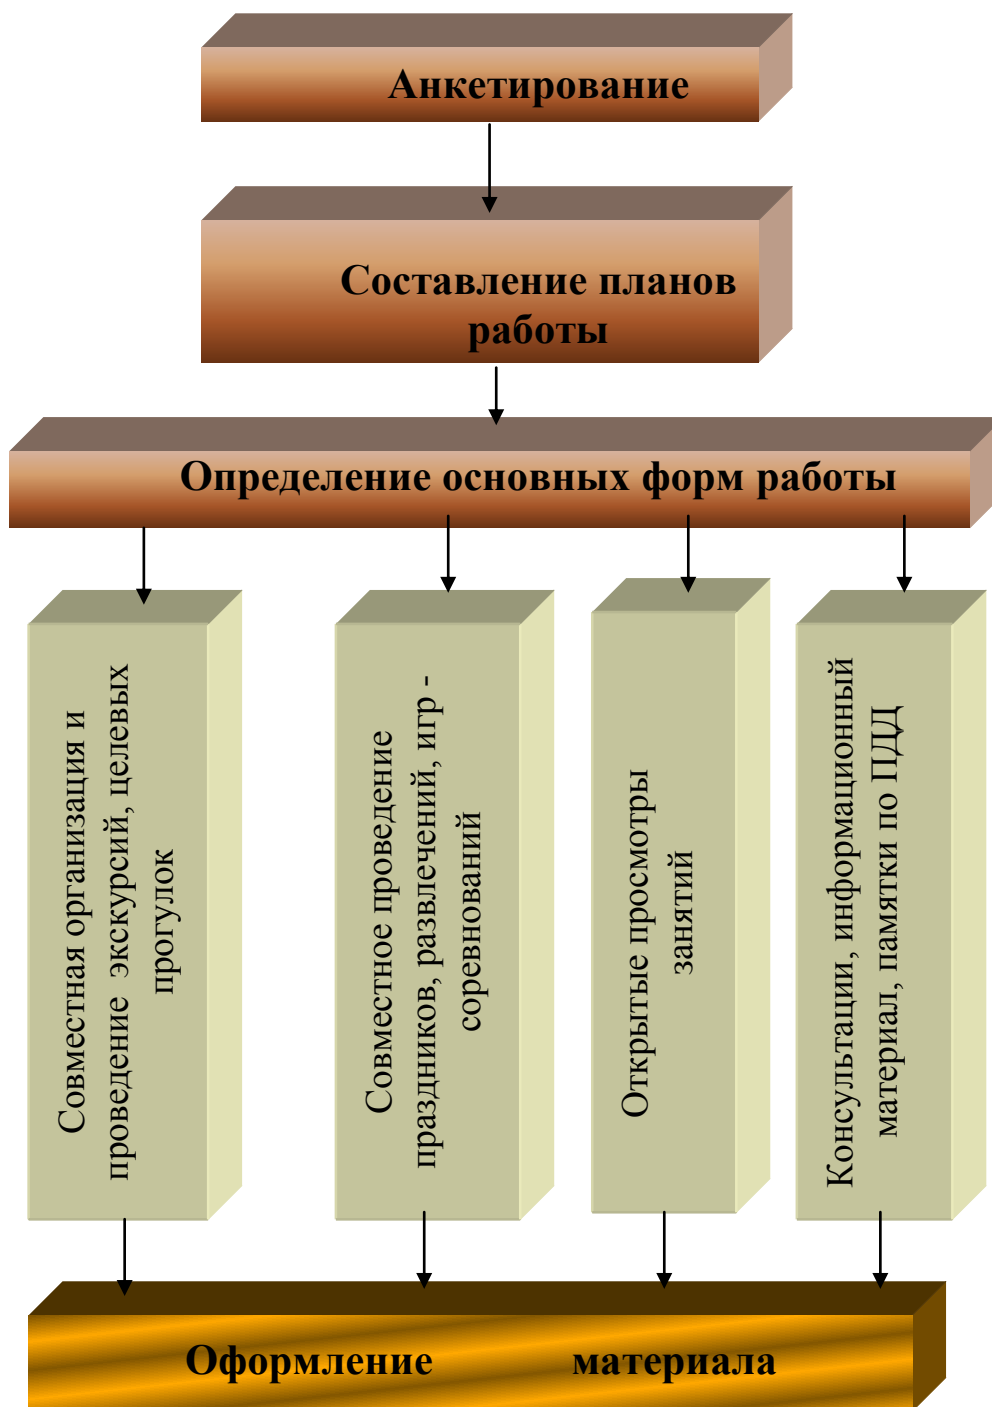 Анкетирование
Составление планов
работы
Определение основных форм работы
Совместная организация и
проведение экскурсий, целевых
прогулок
Совместное проведение
праздников, развлечений, игр -
соревнований
Открытые просмотры
занятий
Консультации, информационный
материал, памятки по ПДД
Оформление материала